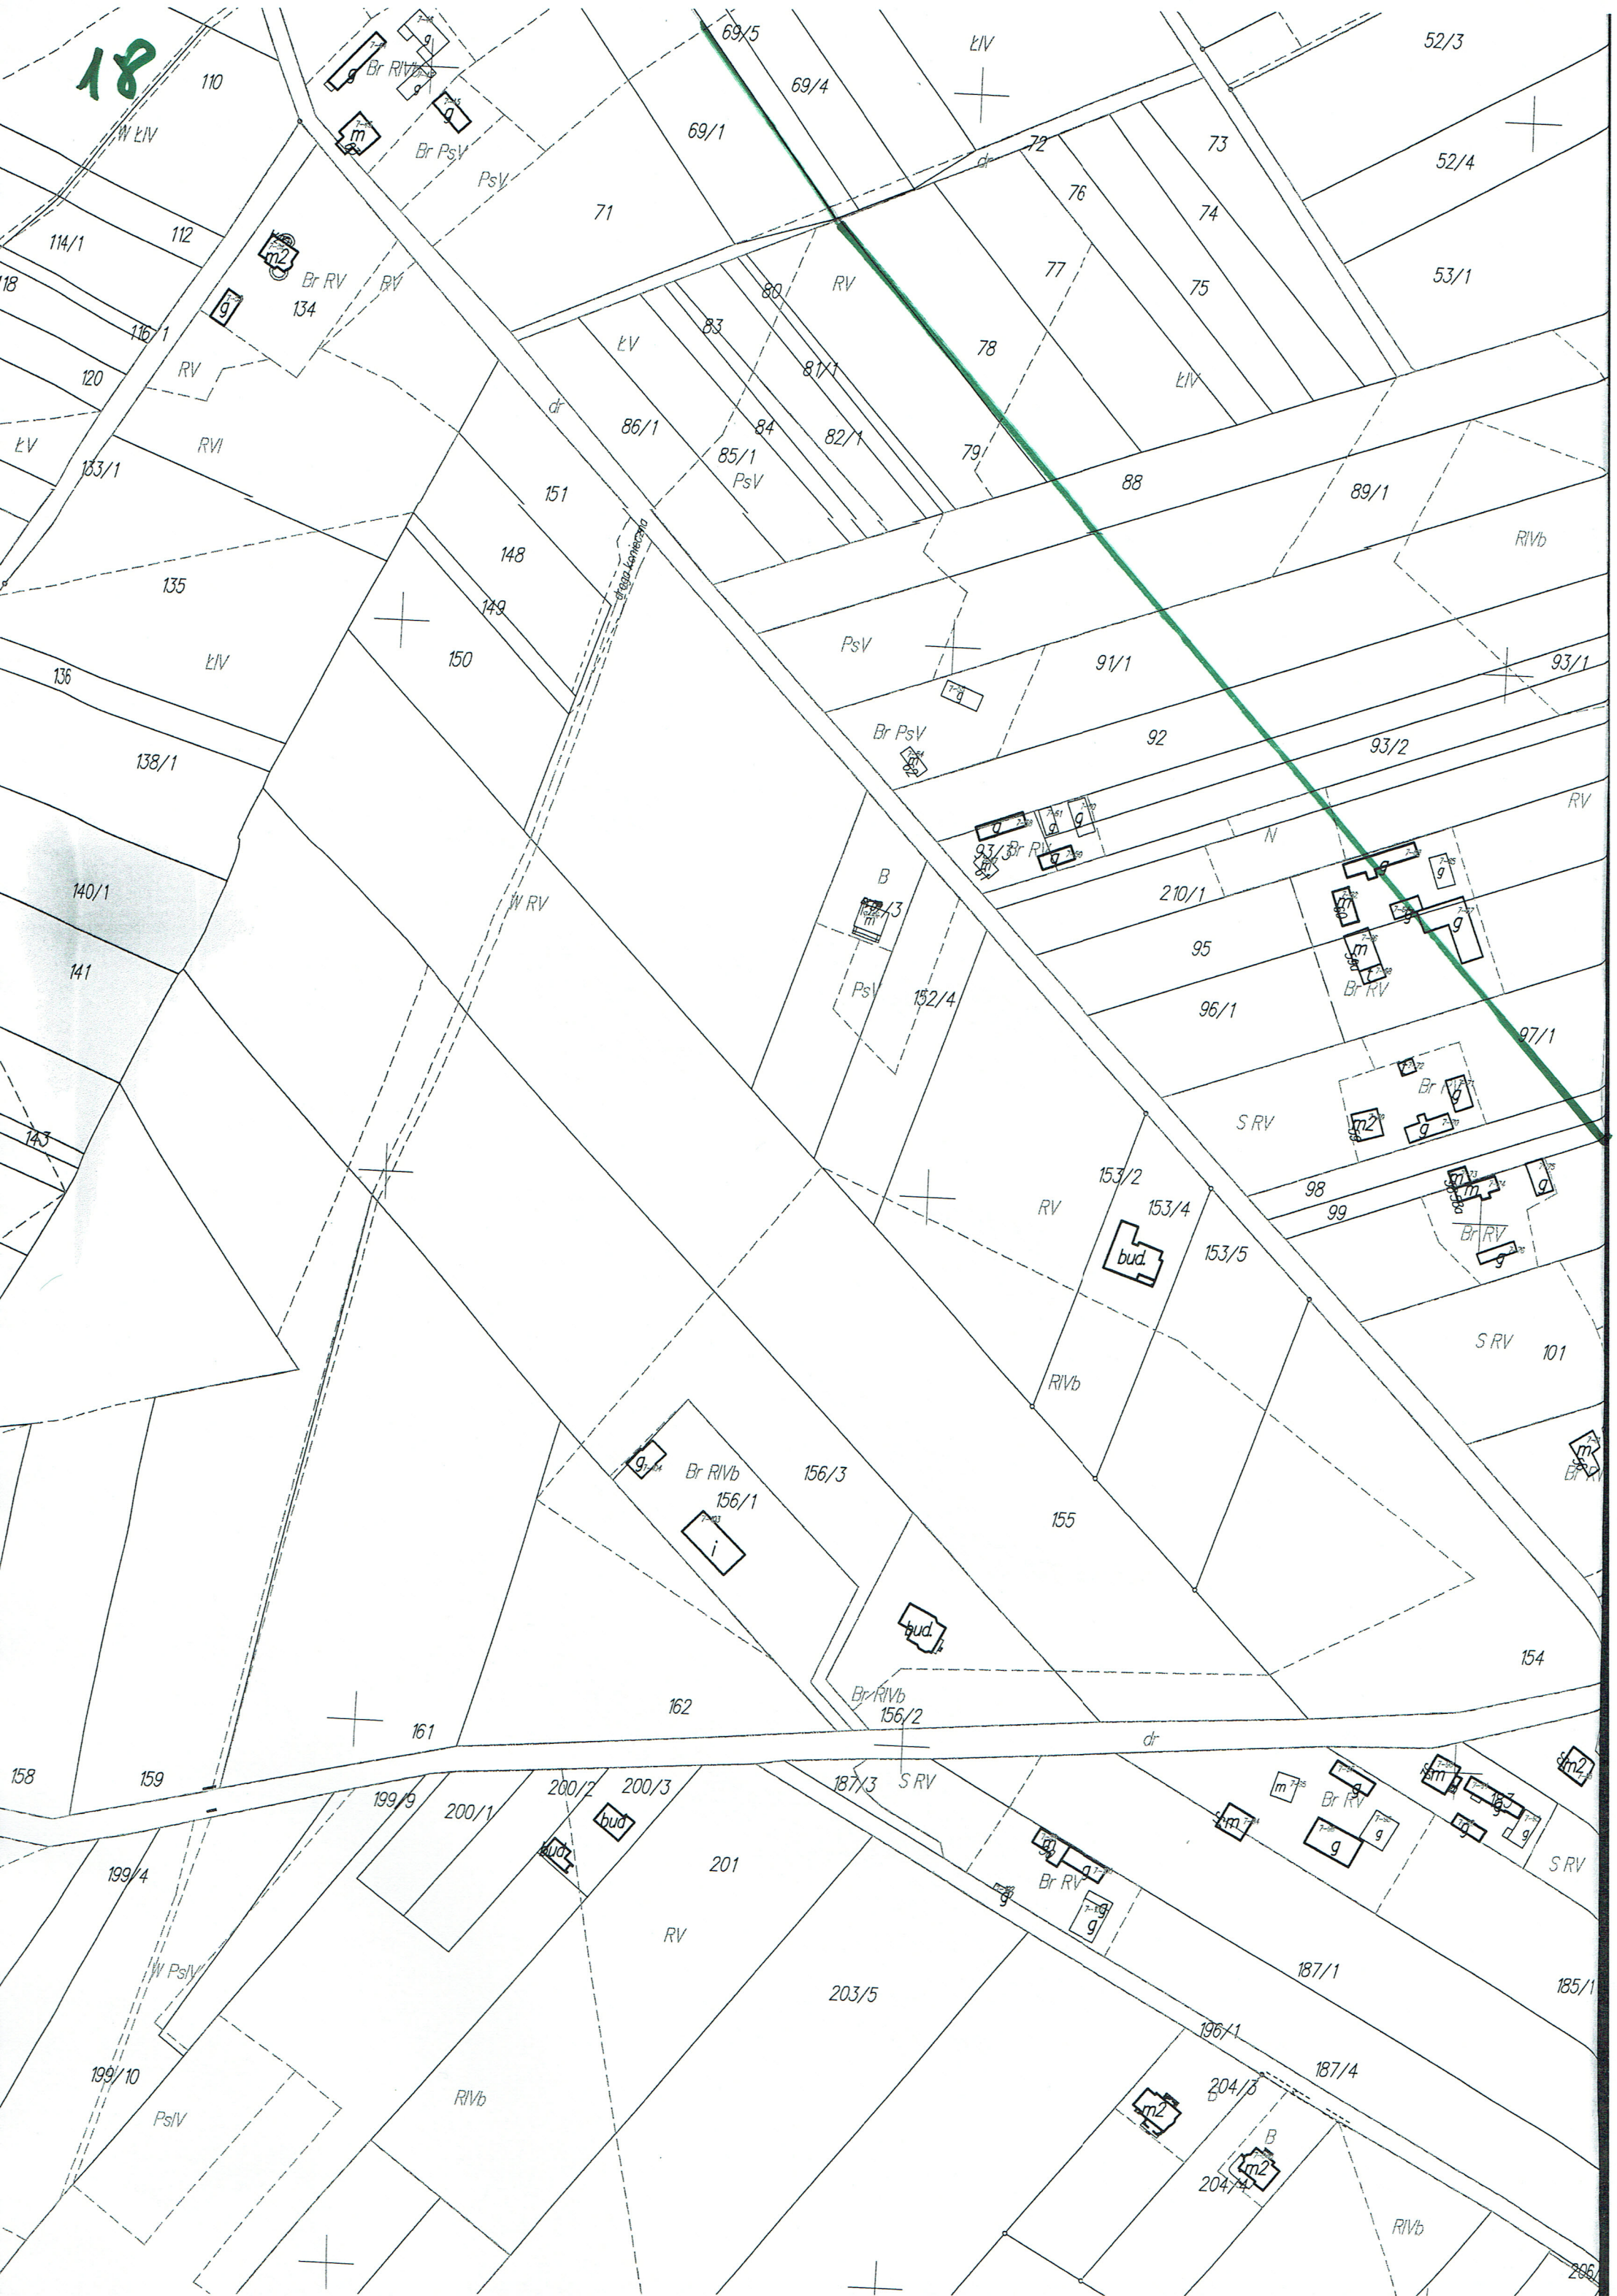 18
69/5
ŁIV
52/3
g
g
Br RIVb
g
110
69/4
g
m
69/1
72
dr
73
52/4
W ŁIV
Br PsV
PsV
76
71
74
112
114/1
m2
Br RV
RV
RV
77
75
53/1
118
80
g
134
83
116/1
ŁV
78
RV
81/1
120
ŁIV
dr
86/1
84
82/1
ŁV
RVI
79
85/1
133/1
PsV
88
89/1
151
RIVb
148
droga konieczna
135
149
PsV
150
91/1
93/1
ŁIV
136
g
Br PsV
92
93/2
138/1
m
RV
g
g
g
N
93/3
Br RV
g
g
g
B
140/1
210/1
m
W RV
m
g
g
95
m
141
PsV
152/4
t
Br RV
96/1
97/1
Br RV
g
S RV
m2
g
143
153/2
98
m
m
g
RV
153/4
99
Br RV
bud.
153/5
g
S RV
101
RIVb
m
g
Br RIVb
156/3
156/1
155
i
bud.
154
Br RIVb
162
156/2
161
dr
158
159
187/3
S RV
m
200/2
200/3
m
g
m2
199/9
Br RV
200/1
bud
m
g
g
g
g
bud.
m
g
201
199/4
Br RV
S RV
g
g
g
RV
W PsIV
187/1
185/1
203/5
196/1
187/4
199/10
204/3
B
RIVb
m2
PsIV
B
m2
204/4
RIVb
206/